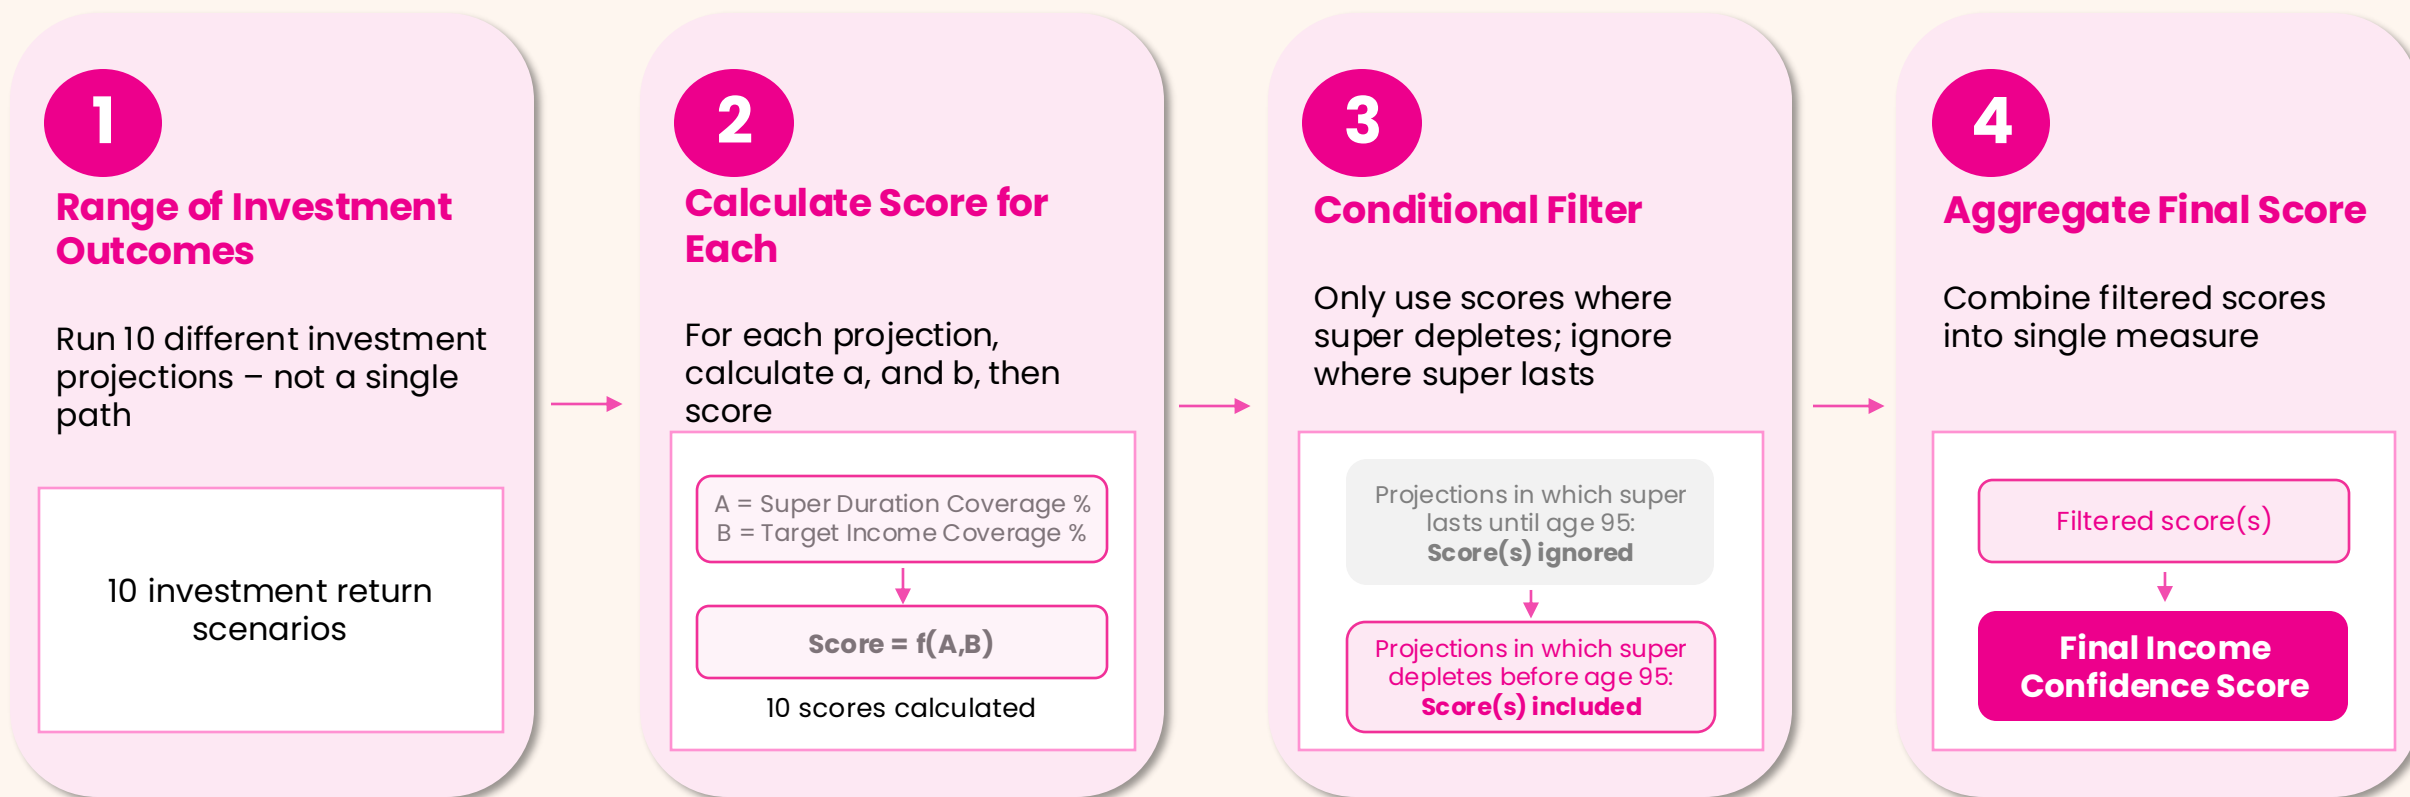 1
Range of Investment
Outcomes
Run 10 different investment
projections – not a single
path
10 investment return
scenarios
2
Calculate Score for
Each
For each projection,
calculate a, and b, then
score
A = Super Duration Coverage %
B = Target Income Coverage %
Score = f(A,B)
10 scores calculated
3
Conditional Filter
Only use scores where
super depletes; ignore
where super lasts
Projections in which super
lasts until age 95:
Score(s) ignored
Projections in which super
depletes before age 95:
Score(s) included
4
Aggregate Final Score
Combine filtered scores
into single measure
Filtered score(s)
Final Income
Confidence Score